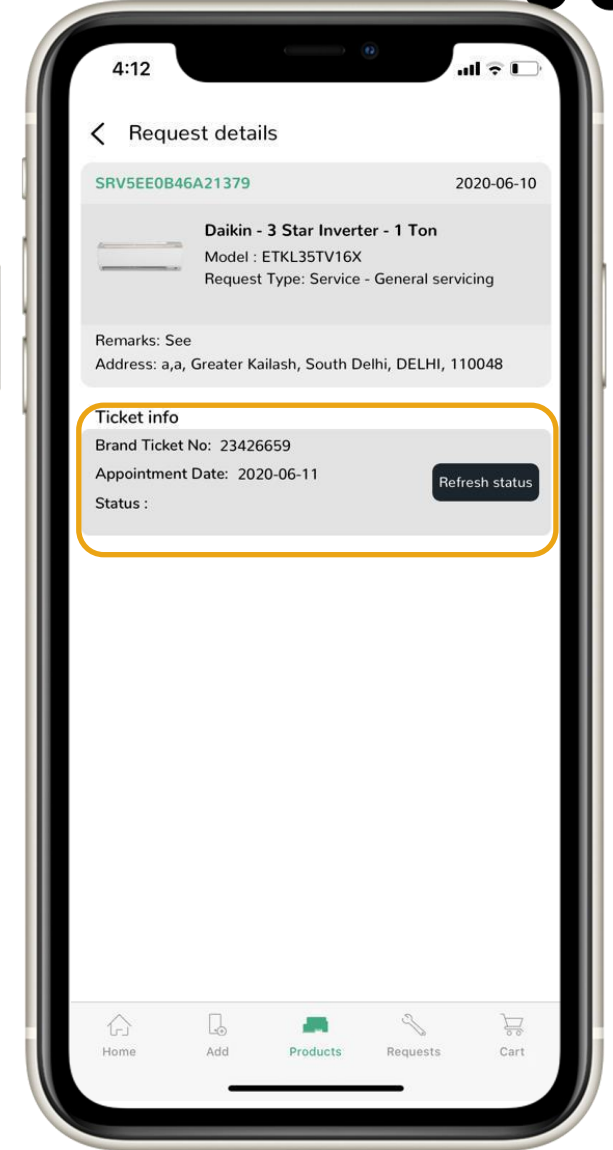 4:12
Request details
SRV5EE0B46A21379 2020-06-10
Daikin - 3 Star Inverter - 1 Ton
Model : ETKL35TV16X
Request Type: Service - General servicing
Remarks: See
Address: a,a, Greater Kailash, South Delhi, DELHI, 110048
Ticket info
Brand Ticket No: 23426659
Appointment Date: 2020-06-11
Refresh status
Status :
Home Add Products Requests Cart